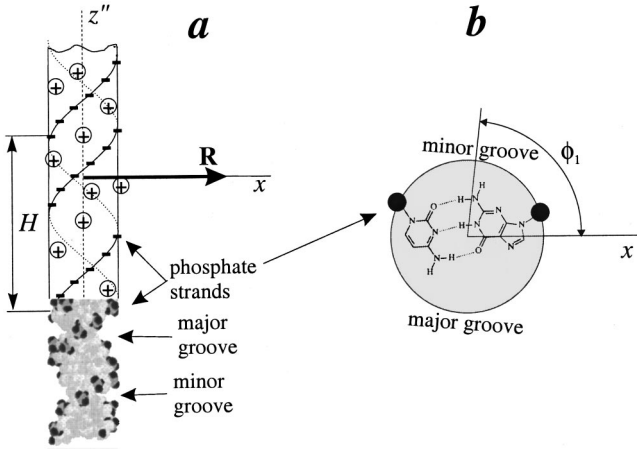 a
z″
H
R
x
phosphate
strands
major
groove
minor
groove
b
minor groove
ϕ₁
H
H
N
O
H
N
N
N
H
N
O
N
N
N
H
H
x
major groove